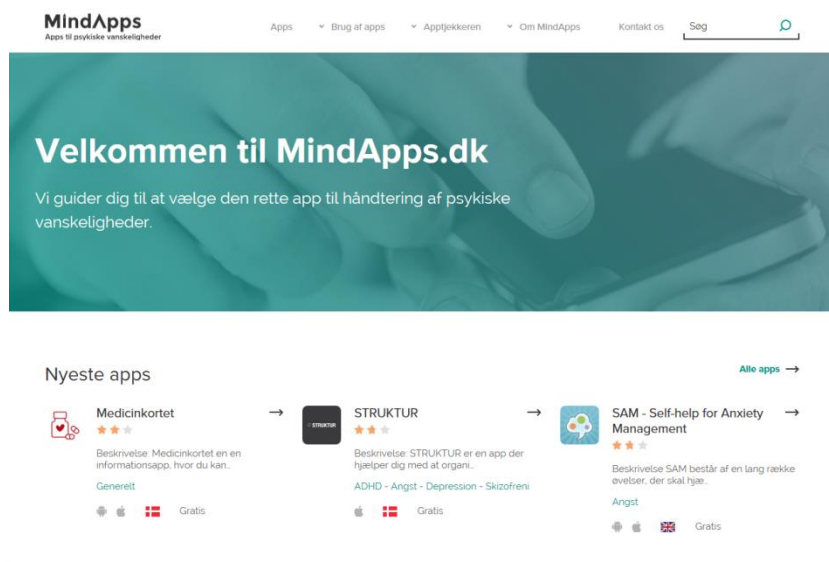 MindApps
Apps til psykiske vanskeligheder
Apps
Brug af apps
Apptjekkeren
Om MindApps
Kontakt os
Søg
Velkommen til MindApps.dk
Vi guider dig til at vælge den rette app til håndtering af psykiske
vanskeligheder.
Nyeste apps
Alle apps
Medicinkortet
Beskrivelse: Medicinkortet en en
informationsapp, hvor du kan..
Generelt
Gratis
STRUKTUR
STRUKTUR
Beskrivelse: STRUKTUR er en app der
hjælper dig med at organi..
ADHD - Angst - Depression - Skizofreni
Gratis
SAM - Self-help for Anxiety
Management
Beskrivelse SAM består af en lang række
øvelser, der skal hjæ..
Angst
Gratis